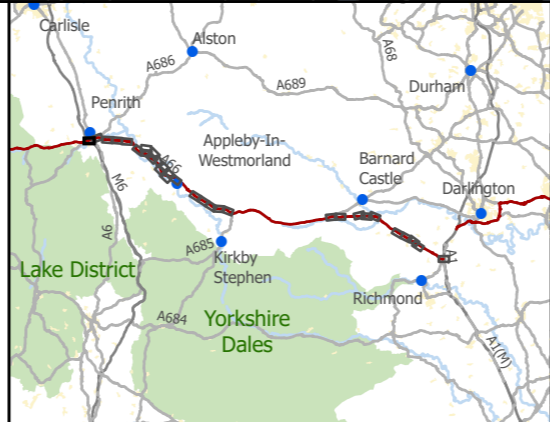 Carlisle
Alston
A68
A686
A689
Durham
Penrith
Appleby-In-
Westmorland
A66
Barnard
Castle
Darlington
M6
A6
A685
Kirkby
Stephen
A1
Lake District
Richmond
A684
Yorkshire
Dales
A1(M)